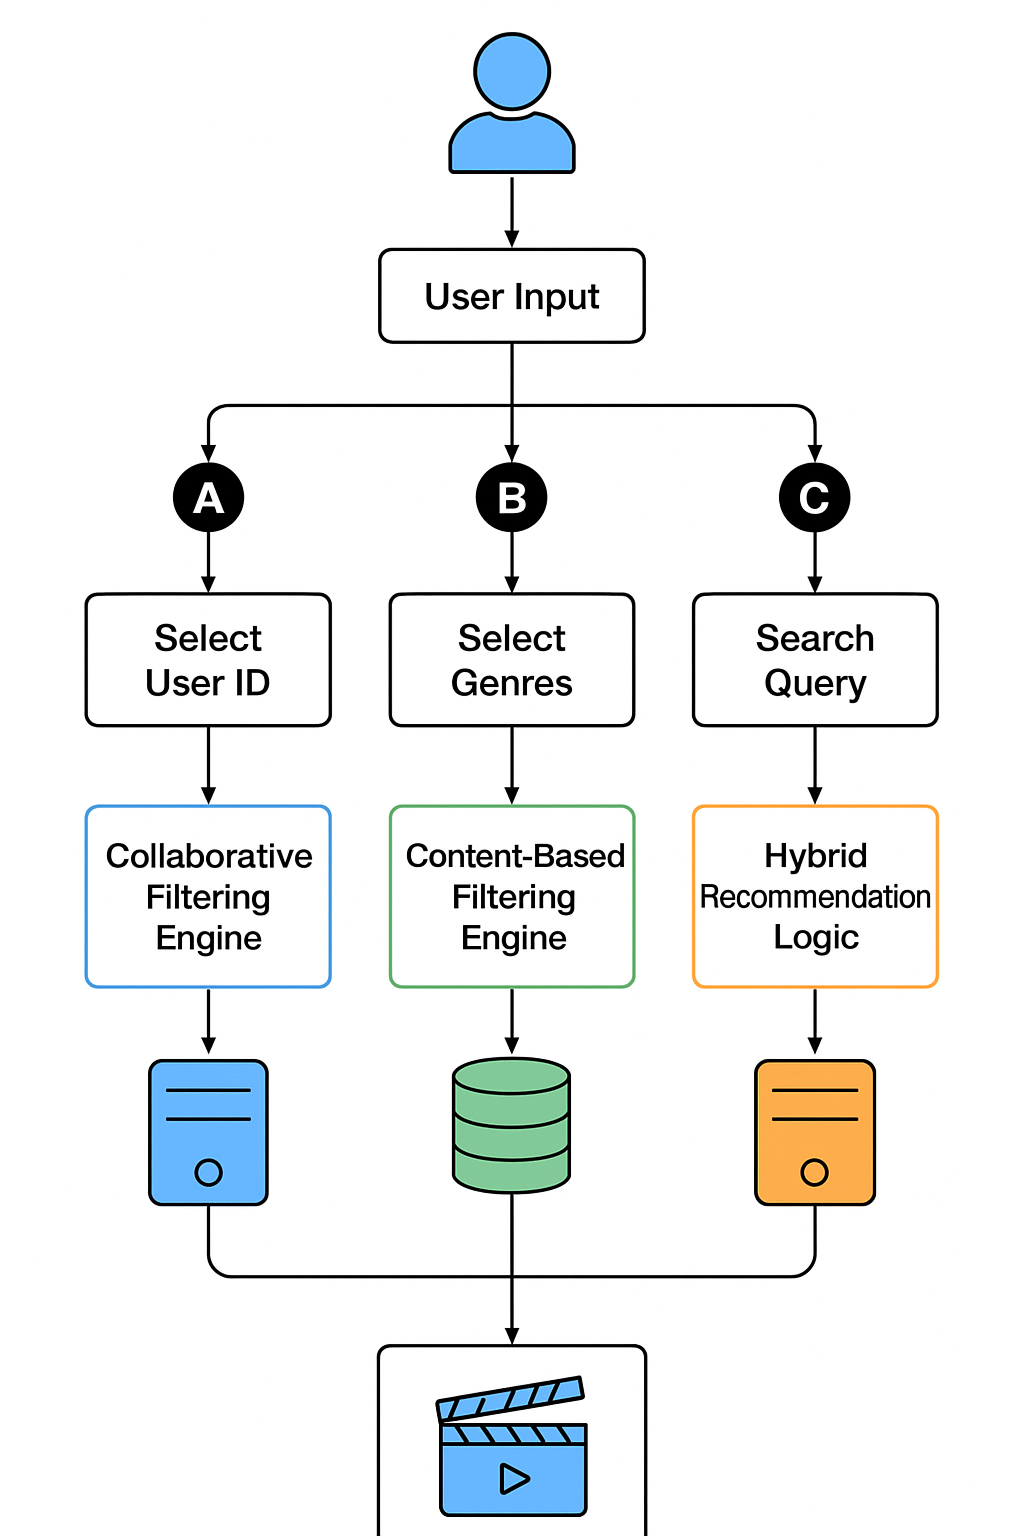 User Input
A
B
C
Select
User ID
Select
Genres
Search
Query
Collaborative
Filtering
Engine
Content-Based
Filtering
Engine
Hybrid
Recommendation
Logic